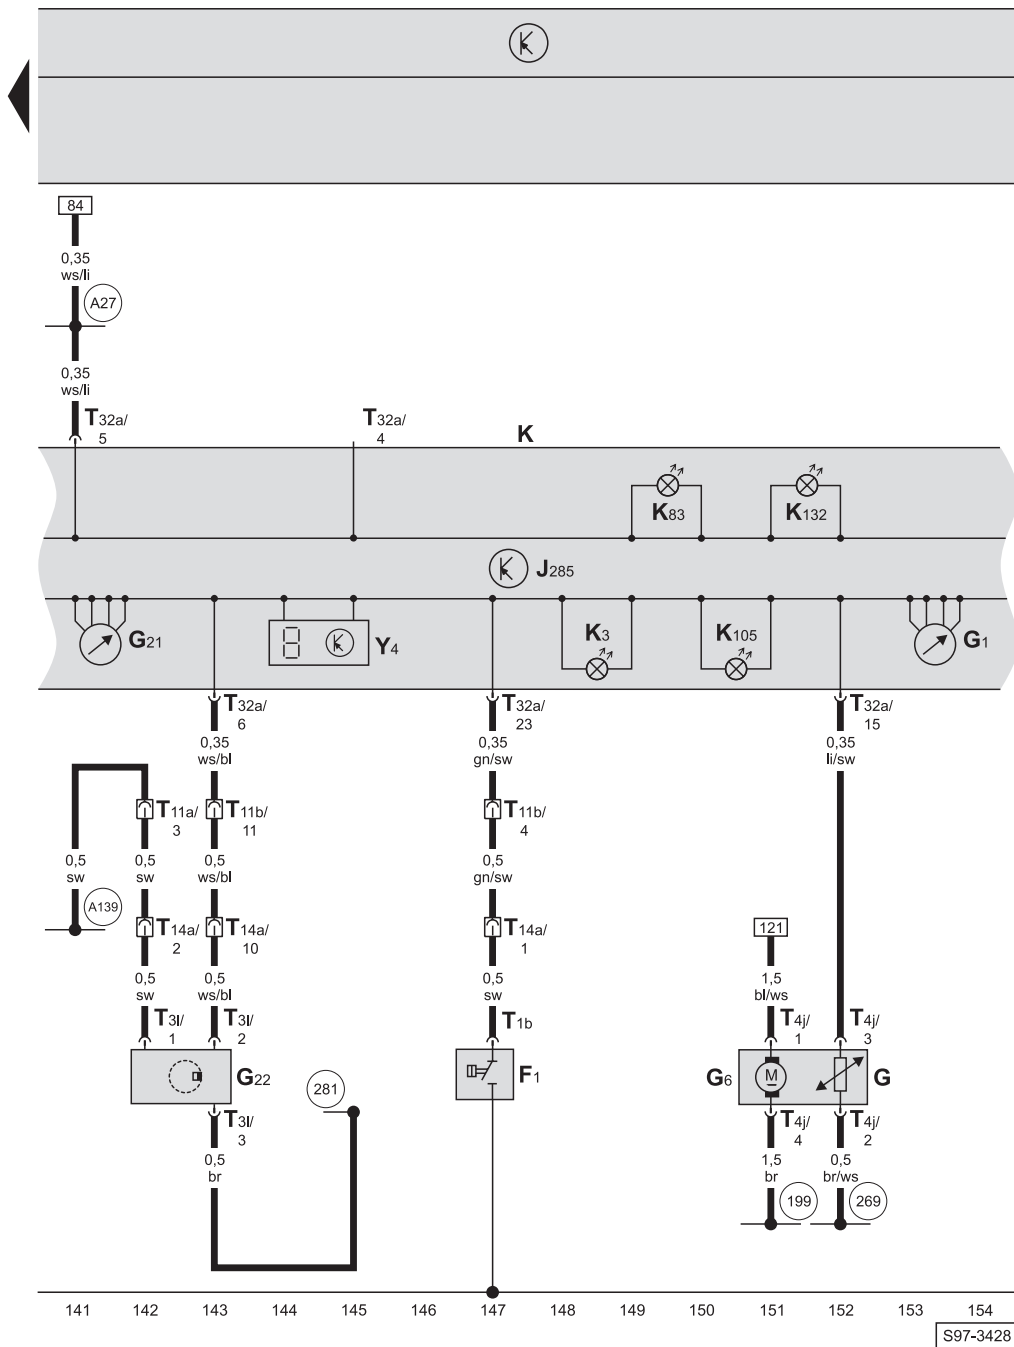 84
0,35
ws/li
A27
0,35
ws/li
T32a/
5
T32a/
4
K
K83
K132
J285
G21
Y4
K3
K105
G1
T32a/
6
T32a/
23
T32a/
15
0,35
ws/bl
0,35
gn/sw
0,35
li/sw
T11a/
3
T11b/
11
T11b/
4
0,5
sw
0,5
sw
0,5
ws/bl
0,5
gn/sw
A139
T14a/
2
T14a/
10
T14a/
1
121
0,5
sw
0,5
ws/bl
0,5
sw
1,5
bl/ws
T3l/
1
T3l/
2
T1b
T4j/
1
T4j/
3
G22
F1
G6
M
G
281
T3l/
3
T4j/
4
T4j/
2
0,5
br
1,5
br
0,5
br/ws
199
269
141 142 143 144 145 146 147 148 149 150 151 152 153 154
S97-3428